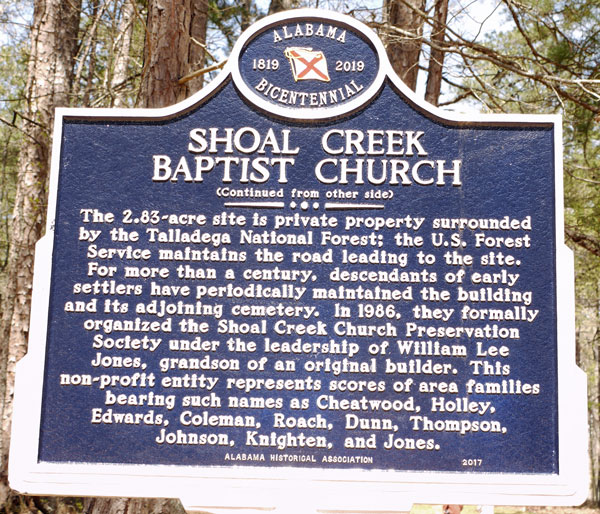 ALABAMA
1819 2019
BICENTENNIAL
SHOAL CREEK
BAPTIST CHURCH
(Continued from other side)
The 2.83-acre site is private property surrounded
by the Talladega National Forest; the U.S. Forest
Service maintains the road leading to the site.
For more than a century, descendants of early
settlers have periodically maintained the building
and its adjoining cemetery. In 1986, they formally
organized the Shoal Creek Church Preservation
Society under the leadership of William Lee
Jones, grandson of an original builder. This
non-profit entity represents scores of area families
bearing such names as Cheatwood, Holley,
Edwards, Coleman, Roach, Dunn, Thompson,
Johnson, Knighten, and Jones.
ALABAMA HISTORICAL ASSOCIATION 2017